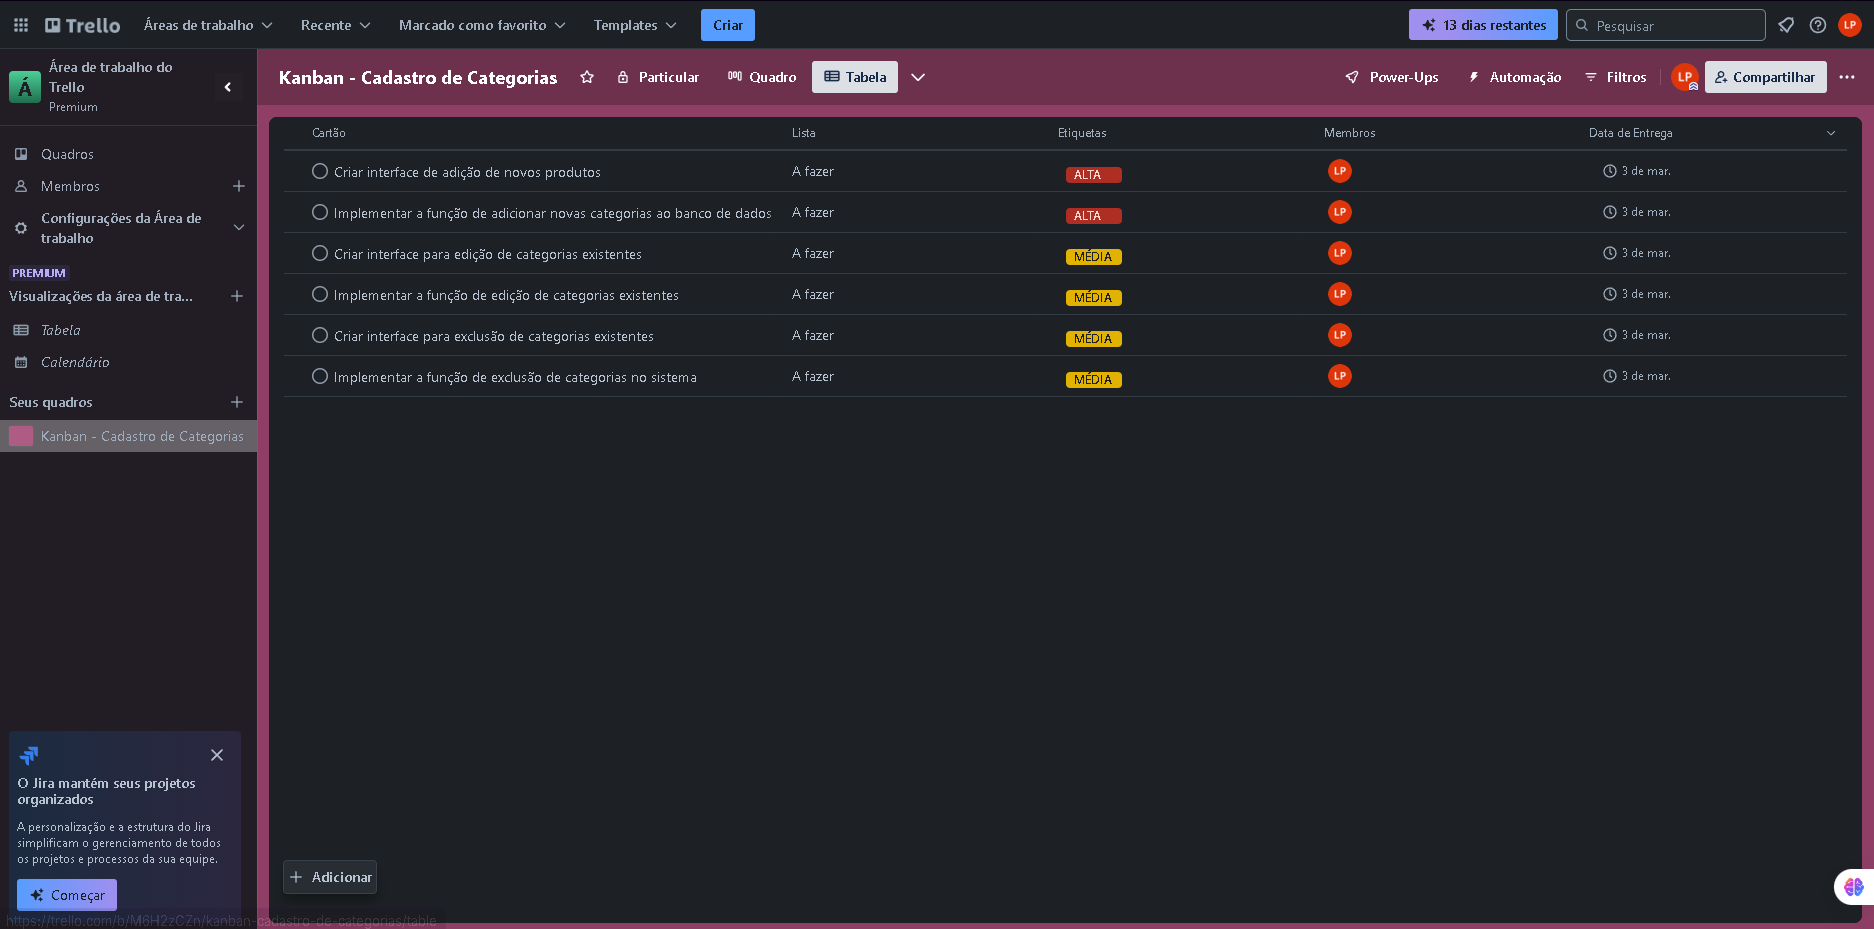 Trello
Áreas de trabalho
Recente
Marcado como favorito
Templates
Criar
13 dias restantes
Pesquisar
LP
Á
Área de trabalho do
Trello
Premium
Kanban - Cadastro de Categorias
Particular
Quadro
Tabela
Power-Ups
Automação
Filtros
LP
Compartilhar
Quadros
Membros
Configurações da Área de
trabalho
PREMIUM
Visualizações da área de tra...
Tabela
Calendário
Seus quadros
Kanban - Cadastro de Categorias
Cartão Lista Etiquetas Membros Data de Entrega
Criar interface de adição de novos produtos A fazer ALTA LP 3 de mar.
Implementar a função de adicionar novas categorias ao banco de dados A fazer ALTA LP 3 de mar.
Criar interface para edição de categorias existentes A fazer MÉDIA LP 3 de mar.
Implementar a função de edição de categorias existentes A fazer MÉDIA LP 3 de mar.
Criar interface para exclusão de categorias existentes A fazer MÉDIA LP 3 de mar.
Implementar a função de exclusão de categorias no sistema A fazer MÉDIA LP 3 de mar.
Adicionar
O Jira mantém seus projetos
organizados
A personalização e a estrutura do Jira
simplificam o gerenciamento de todos
os projetos e processos da sua equipe.
Começar
https://trello.com/b/M6H2zCZn/kanban-cadastro-de-categorias/table